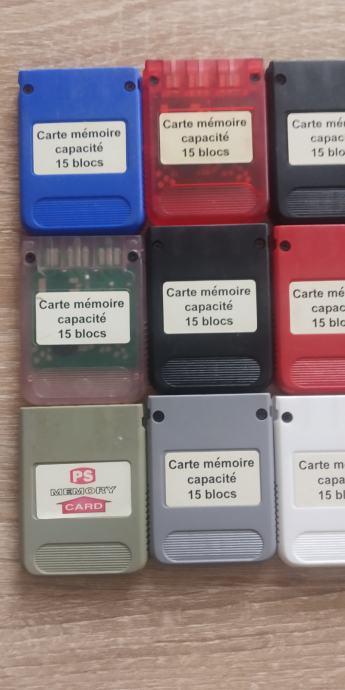 Carte mémoire
capacité
15 blocs
Carte mémoire
capacité
15 blocs
Carte mémoire
capacité
15 blocs
Carte mémoire
capacité
15 blocs
PS
MEMORY
CARD
Carte mémoire
capacité
15 blocs